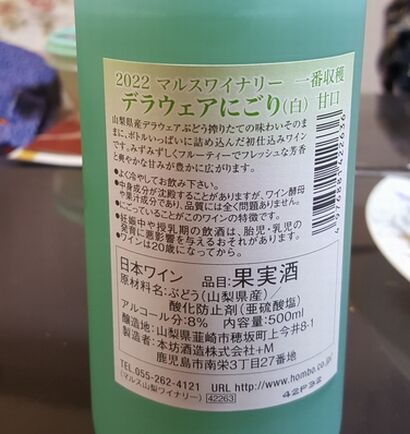 2022 マルスワイナリー 一番収穫
デラウェアにごり(白) 甘口
山梨県産デラウェアぶどう搾りたての味わいそのま
まに、ボトルいっぱいに詰め込んだ初仕込みワイン
です。みずみずしくフルーティーでフレッシュな芳香
と爽やかな甘みが豊かに広がります。
●よく冷やしてお飲み下さい。
●中身成分が沈殿することがありますが、ワイン酵母
や果汁成分であり、品質には全く問題ありません。
●にごっていることがこのワインの特徴です。
●妊娠中や授乳期の飲酒は、胎児・乳児の
発育に悪影響を与えるおそれがあります。
●ワインは20歳になってから。
4976881422636
日本ワイン 品目:果実酒
原材料名:ぶどう(山梨県産)
酸化防止剤(亜硫酸塩)
アルコール分:8% 内容量:500ml
醸造地:山梨県韮崎市穂坂町上今井8-1
製造者:本坊酒造株式会社+M
鹿児島市南栄3丁目27番地
TEL.055-262-4121 URL http://www.hombo.co.jp
(マルス山梨ワイナリー) 42263
42P32